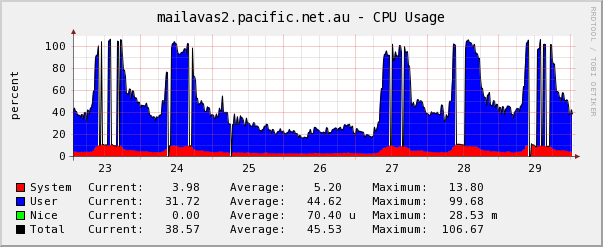 mailavas2.pacific.net.au - CPU Usage
RRDTOOL / TOBI OETIKER
percent
100
80
60
40
20
0
23 24 25 26 27 28 29
System Current: 3.98 Average: 5.20 Maximum: 13.80
User Current: 31.72 Average: 44.62 Maximum: 99.68
Nice Current: 0.00 Average: 70.40 u Maximum: 28.53 m
Total Current: 38.57 Average: 45.53 Maximum: 106.67